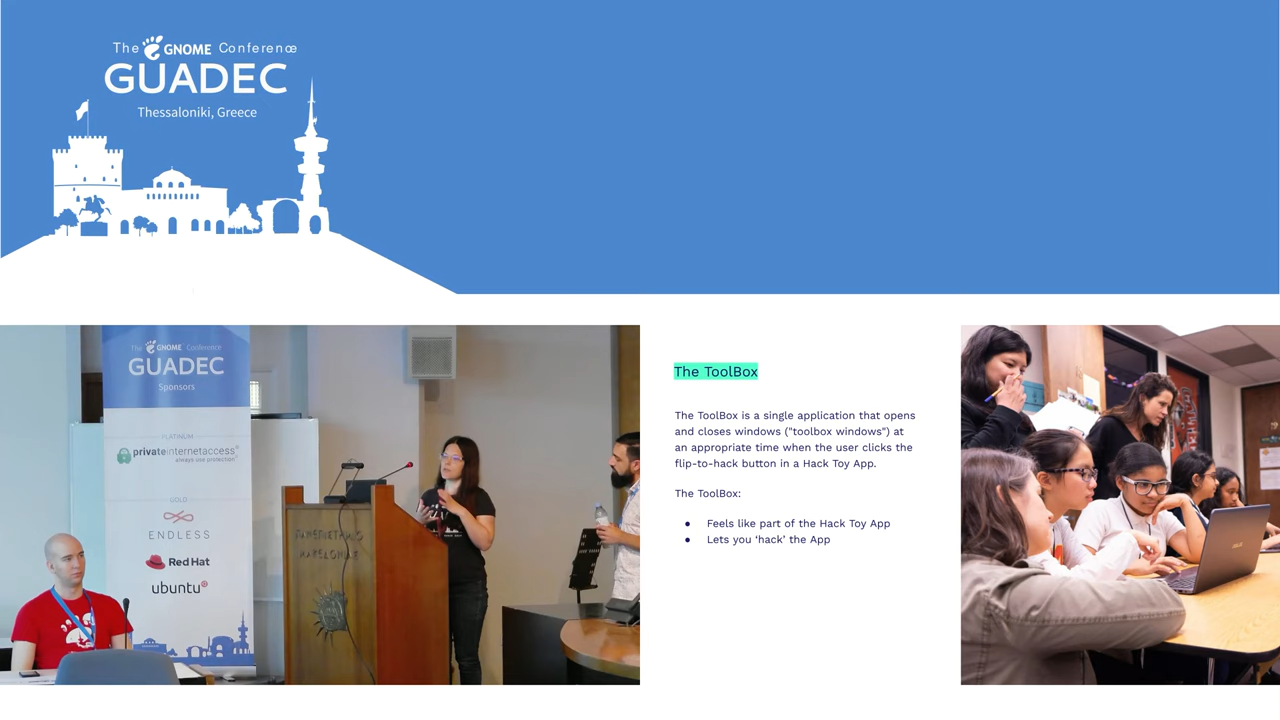 The GNOME Conference
GUADEC
Thessaloniki, Greece
The GNOME Conference
GUADEC
Sponsors
PLATINUM
privateinternetaccess®
always use protection®
GOLD
ENDLESS
Red Hat
ubuntu
The ToolBox
The ToolBox is a single application that opens
and closes windows ("toolbox windows") at
an appropriate time when the user clicks the
flip-to-hack button in a Hack Toy App.
The ToolBox:
● Feels like part of the Hack Toy App
● Lets you ‘hack’ the App